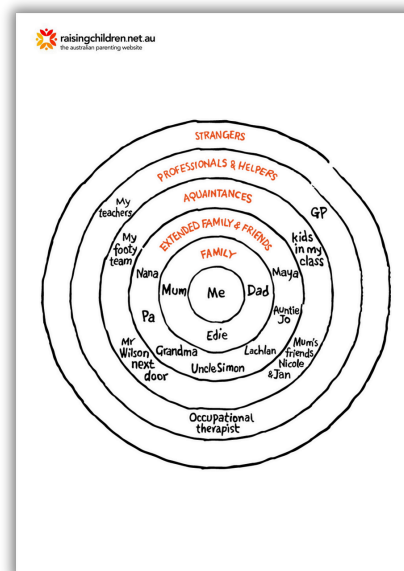 raisingchildren.net.au
the australian parenting website
STRANGERS
PROFESSIONALS & HELPERS
AQUAINTANCES
EXTENDED FAMILY & FRIENDS
FAMILY
Me
Mum
Dad
Edie
Nana
Pa
Grandma
Uncle Simon
Lachlan
Auntie
Jo
Maya
My
footy
team
Mr
Wilson
next
door
kids
in my
class
Mum's
friends
Nicole
& Jan
My
teachers
GP
Occupational
therapist